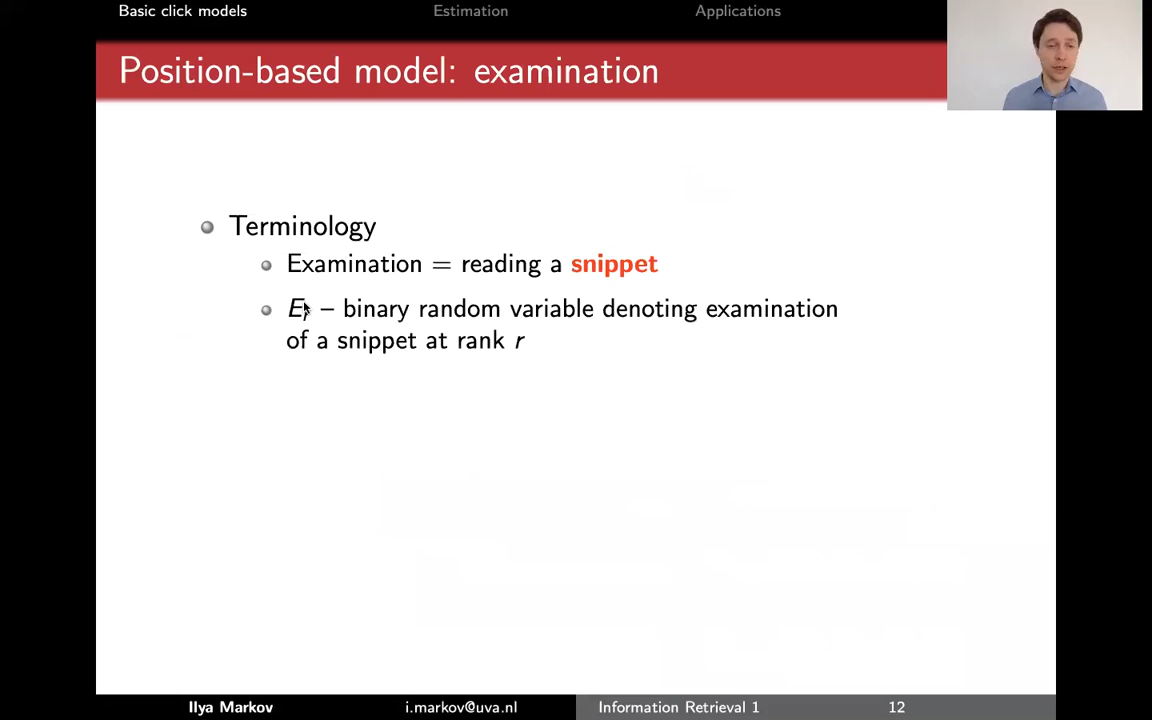 Basic click models Estimation Applications
Position-based model: examination
Terminology
Examination = reading a snippet
Er – binary random variable denoting examination
of a snippet at rank r
Ilya Markov i.markov@uva.nl Information Retrieval 1 12